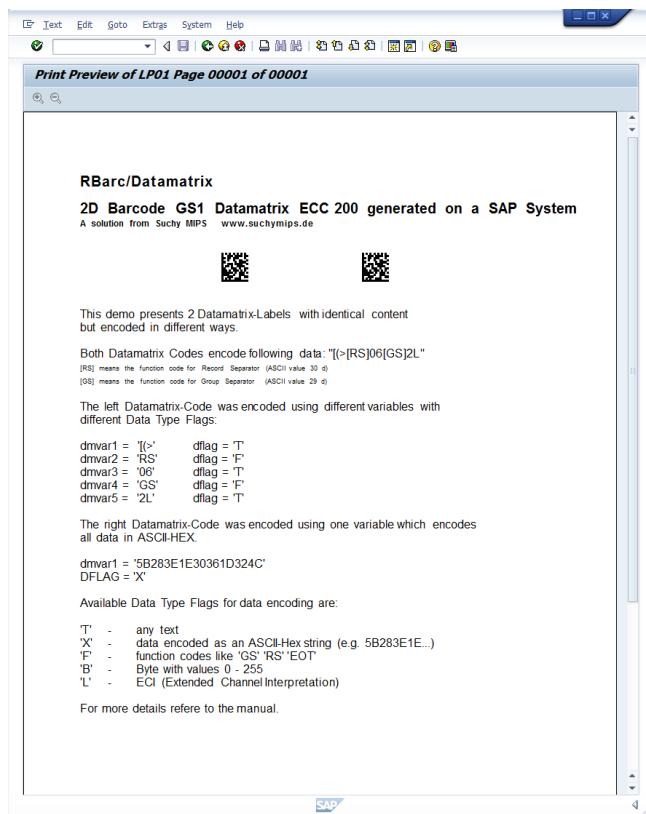 Text Edit Goto Extras System Help
Print Preview of LP01 Page 00001 of 00001
RBarc/Datamatrix
2D Barcode GS1 Datamatrix ECC 200 generated on a SAP System
A solution from Suchy MIPS www.suchymips.de
This demo presents 2 Datamatrix-Labels with identical content
but encoded in different ways.
Both Datamatrix Codes encode following data: "[(>[RS]06[GS]2L"
[RS] means the function code for Record Separator (ASCII value 30 d)
[GS] means the function code for Group Separator (ASCII value 29 d)
The left Datamatrix-Code was encoded using different variables with
different Data Type Flags:
dmvar1 = '[(>' dflag = 'T'
dmvar2 = 'RS' dflag = 'F'
dmvar3 = '06' dflag = 'T'
dmvar4 = 'GS' dflag = 'F'
dmvar5 = '2L' dflag = 'T'
The right Datamatrix-Code was encoded using one variable which encodes
all data in ASCII-HEX.
dmvar1 = '5B283E1E30361D324C'
DFLAG = 'X'
Available Data Type Flags for data encoding are:
'T' - any text
'X' - data encoded as an ASCII-Hex string (e.g. 5B283E1E...)
'F' - function codes like 'GS' 'RS' 'EOT'
'B' - Byte with values 0 - 255
'L' - ECI (Extended Channel Interpretation)
For more details refere to the manual.
SAP